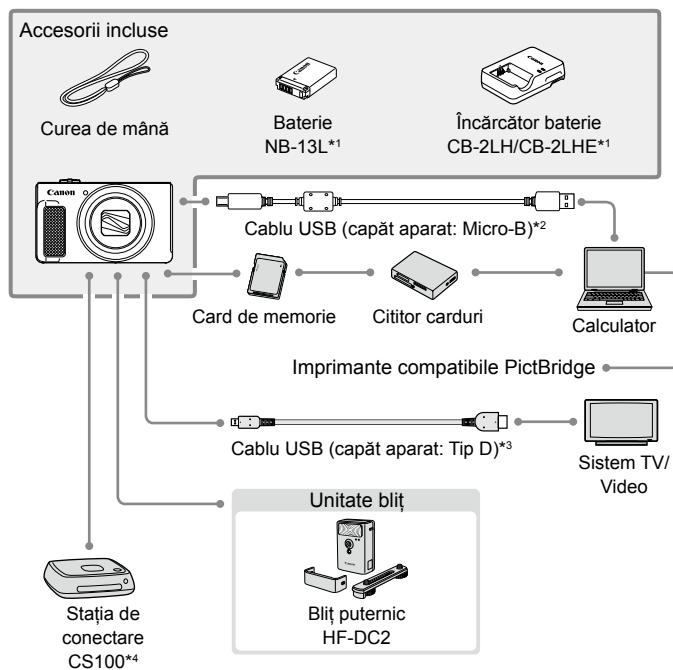 Accesorii incluse
Curea de mână
Baterie
NB-13L*1
Încărcător baterie
CB-2LH/CB-2LHE*1
Canon
Cablu USB (capăt aparat: Micro-B)*2
Card de memorie
Cititor carduri
Calculator
Imprimante compatibile PictBridge
Cablu USB (capăt aparat: Tip D)*3
Sistem TV/
Video
Unitate bliț
Bliț puternic
HF-DC2
Stația de
conectare
CS100*4